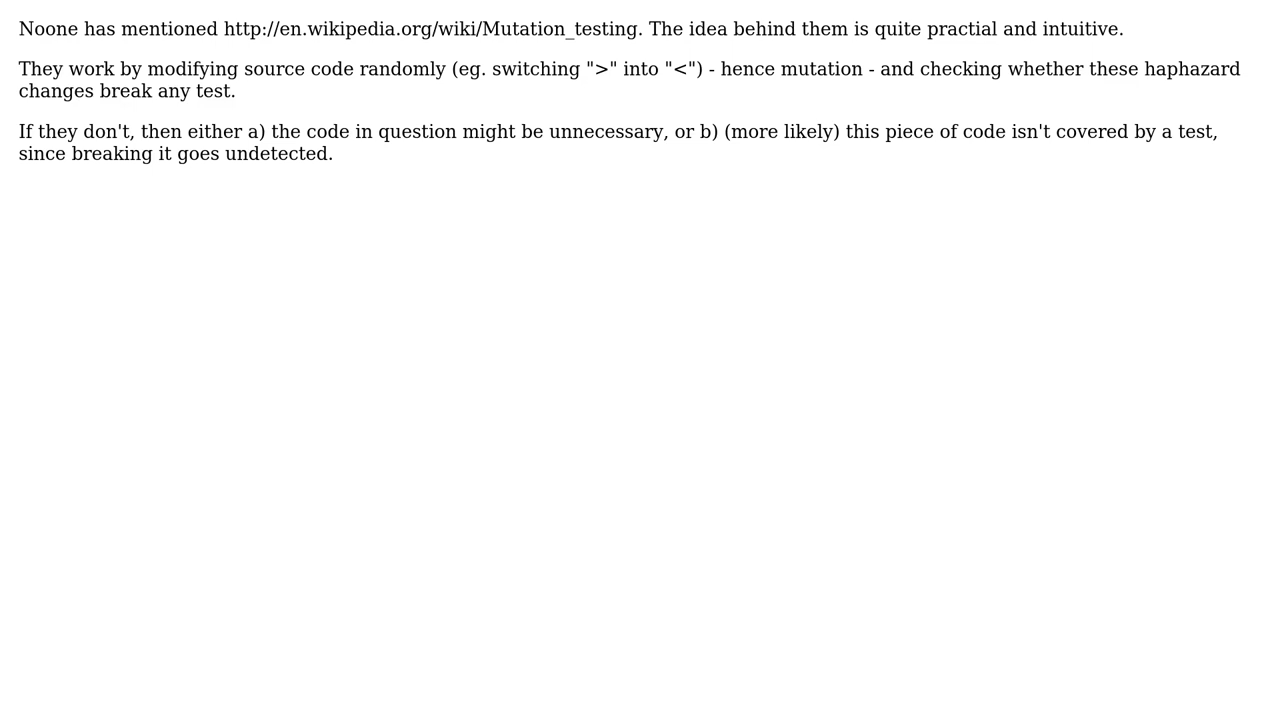 Noone has mentioned http://en.wikipedia.org/wiki/Mutation_testing. The idea behind them is quite practial and intuitive.
They work by modifying source code randomly (eg. switching ">" into "<") - hence mutation - and checking whether these haphazard
changes break any test.
If they don't, then either a) the code in question might be unnecessary, or b) (more likely) this piece of code isn't covered by a test,
since breaking it goes undetected.